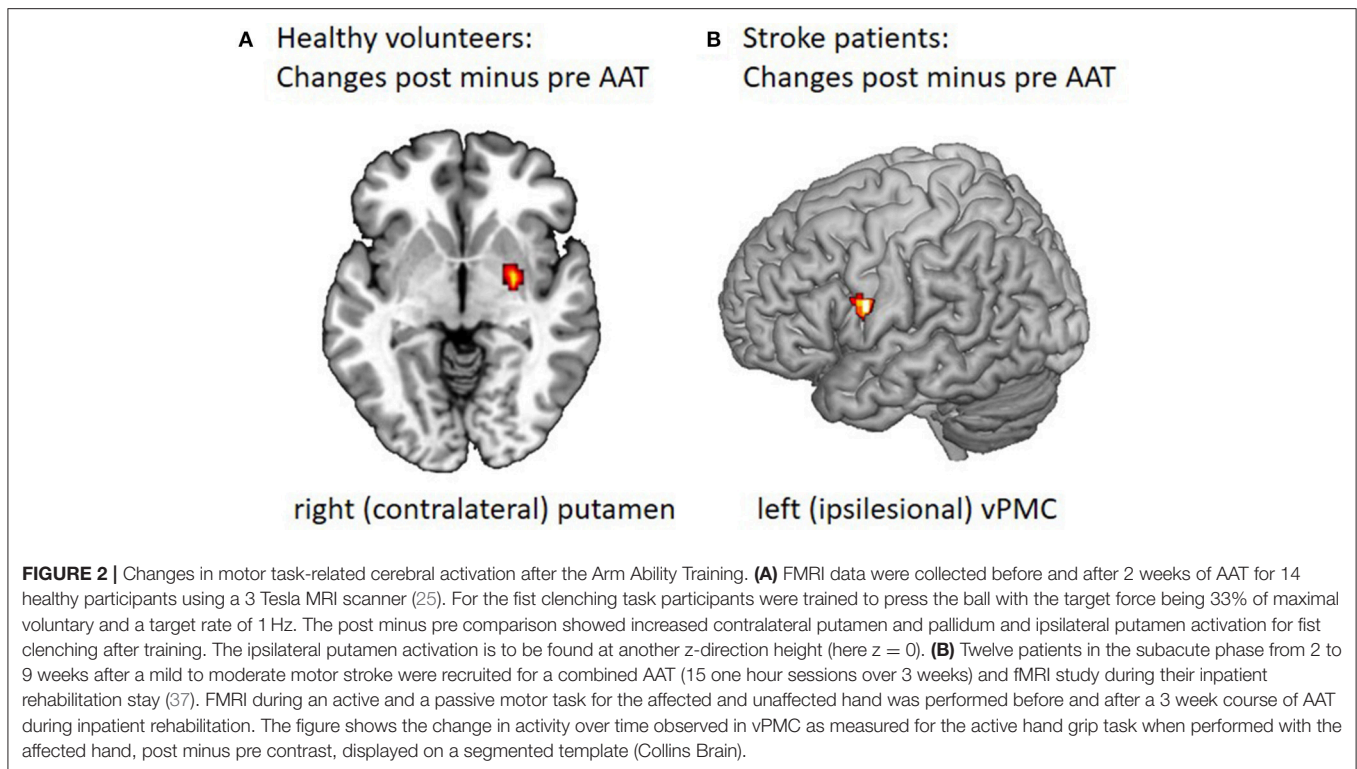 A Healthy volunteers:
Changes post minus pre AAT
B Stroke patients:
Changes post minus pre AAT
right (contralateral) putamen
left (ipsilesional) vPMC
FIGURE 2 | Changes in motor task-related cerebral activation after the Arm Ability Training. (A) FMRI data were collected before and after 2 weeks of AAT for 14
healthy participants using a 3 Tesla MRI scanner (25). For the fist clenching task participants were trained to press the ball with the target force being 33% of maximal
voluntary and a target rate of 1 Hz. The post minus pre comparison showed increased contralateral putamen and pallidum and ipsilateral putamen activation for fist
clenching after training. The ipsilateral putamen activation is to be found at another z-direction height (here z = 0). (B) Twelve patients in the subacute phase from 2 to
9 weeks after a mild to moderate motor stroke were recruited for a combined AAT (15 one hour sessions over 3 weeks) and fMRI study during their inpatient
rehabilitation stay (37). FMRI during an active and a passive motor task for the affected and unaffected hand was performed before and after a 3 week course of AAT
during inpatient rehabilitation. The figure shows the change in activity over time observed in vPMC as measured for the active hand grip task when performed with the
affected hand, post minus pre contrast, displayed on a segmented template (Collins Brain).